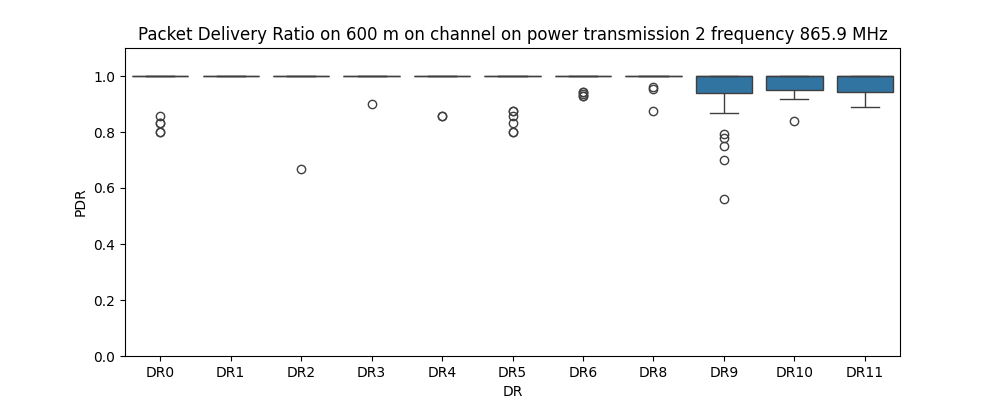 Packet Delivery Ratio on 600 m on channel on power transmission 2 frequency 865.9 MHz
PDR
1.0
0.8
0.6
0.4
0.2
0.0
DR0 DR1 DR2 DR3 DR4 DR5 DR6 DR8 DR9 DR10 DR11
DR